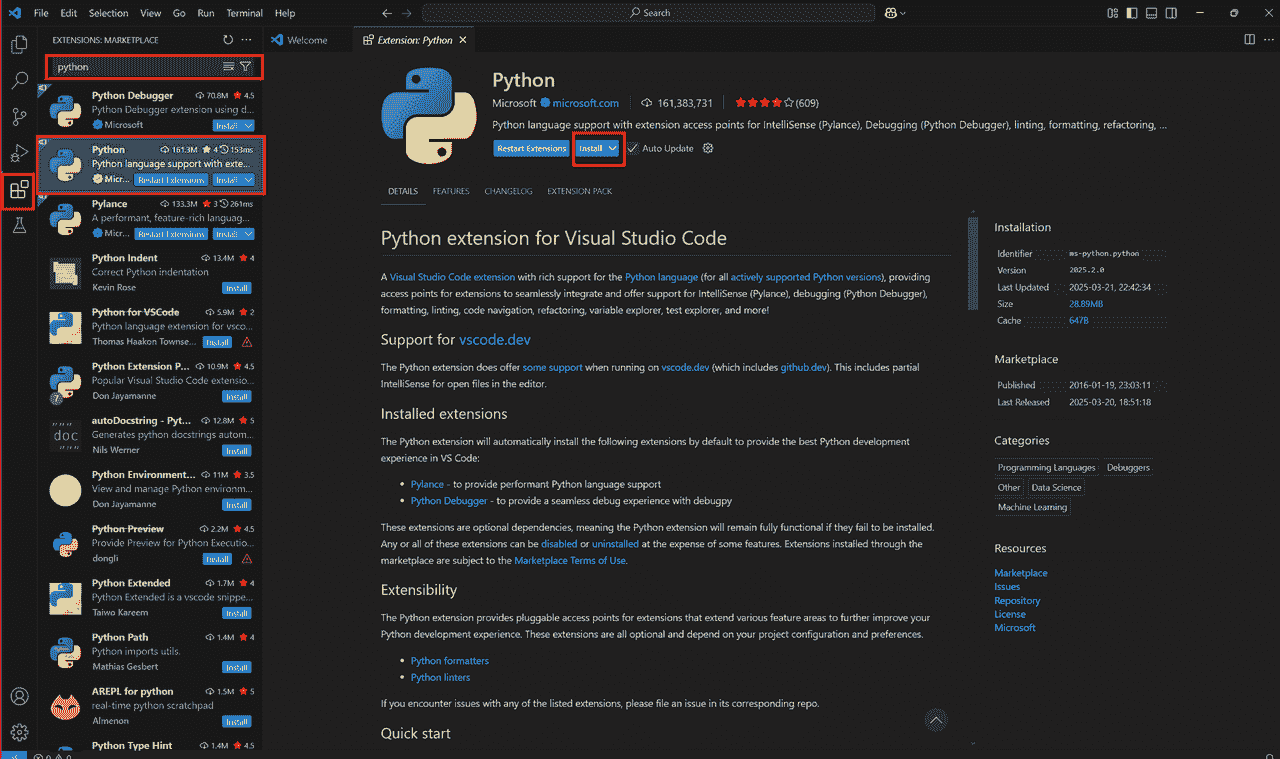 File Edit Selection View Go Run Terminal Help
Search
EXTENSIONS: MARKETPLACE
Welcome
Extension: Python
python
Python Debugger 70.8M 4.5
Python Debugger extension using d...
Microsoft Install
Python 161.3M 4 153ms
Python language support with exte...
Micr... Restart Extensions Install
Pylance 133.3M 3 261ms
A performant, feature-rich languag...
Micr... Restart Extensions Install
Python Indent 13.4M 4
Correct Python indentation
Kevin Rose Install
Python for VSCode 5.9M 2
Python language extension for vsco...
Thomas Haakon Townse... Install
Python Extension P... 10.9M 4.5
Popular Visual Studio Code extensio...
7
Don Jayamanne Install
autoDocstring - Pyt... 12.8M 5
""" """
doc
Generates python docstrings autom...
Nils Werner Install
Python Environment... 11M 3.5
View and manage Python environm...
Don Jayamanne Install
Python Preview 2.2M 4.5
Provide Preview for Python Executio...
dongli Install
Python Extended 1.7M 4
Python Extended is a vscode snippe...
Taiwo Kareem Install
Python Path 1.4M 4
Python imports utils.
Mathias Gesbert Install
AREPL for python 1.5M 5
real-time python scratchpad
Almenon Install
Python Type Hint 1.4M 4.5
Python
Microsoft microsoft.com 161,383,731 (609)
Python language support with extension access points for IntelliSense (Pylance), Debugging (Python Debugger), linting, formatting, refactoring, ...
Restart Extensions Install Auto Update
DETAILS FEATURES CHANGELOG EXTENSION PACK
Python extension for Visual Studio Code
A Visual Studio Code extension with rich support for the Python language (for all actively supported Python versions), providing
access points for extensions to seamlessly integrate and offer support for IntelliSense (Pylance), debugging (Python Debugger),
formatting, linting, code navigation, refactoring, variable explorer, test explorer, and more!
Support for vscode.dev
The Python extension does offer some support when running on vscode.dev (which includes github.dev). This includes partial
IntelliSense for open files in the editor.
Installed extensions
The Python extension will automatically install the following extensions by default to provide the best Python development
experience in VS Code:
• Pylance - to provide performant Python language support
• Python Debugger - to provide a seamless debug experience with debugpy
These extensions are optional dependencies, meaning the Python extension will remain fully functional if they fail to be installed.
Any or all of these extensions can be disabled or uninstalled at the expense of some features. Extensions installed through the
marketplace are subject to the Marketplace Terms of Use.
Extensibility
The Python extension provides pluggable access points for extensions that extend various feature areas to further improve your
Python development experience. These extensions are all optional and depend on your project configuration and preferences.
• Python formatters
• Python linters
If you encounter issues with any of the listed extensions, please file an issue in its corresponding repo.
Quick start
Installation
Identifier ms-python.python
Version 2025.2.0
Last Updated 2025-03-21, 22:42:34
Size 28.89MB
Cache 647B
Marketplace
Published 2016-01-19, 23:03:11
Last Released 2025-03-20, 18:51:18
Categories
Programming Languages Debuggers
Other Data Science
Machine Learning
Resources
Marketplace
Issues
Repository
License
Microsoft